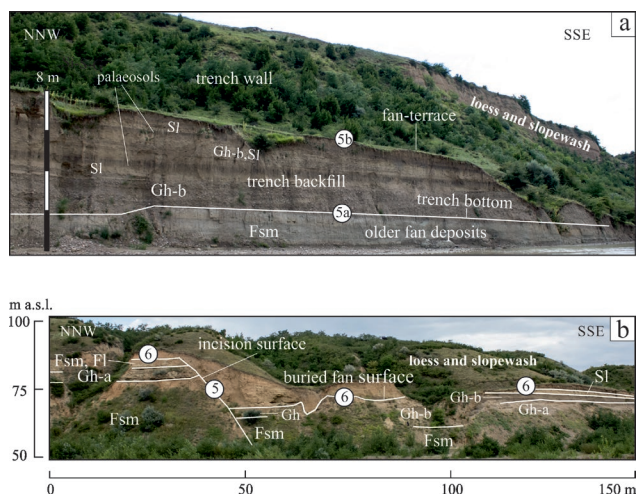 a
NNW
SSE
8 m
palaeosols
trench wall
loess and slopewash
fan-terrace
Sl
5b
Gh-b, Sl
Sl
trench backfill
Gh-b
trench bottom
5a
Fsm
older fan deposits
m a.s.l.
100
NNW
SSE
b
incision surface
loess and slopewash
Fsm, Fl
6
Gh-a
5
buried fan surface
6
6
Sl
Gh-b
75
Gh
Gh-b
Gh-a
Fsm
Fsm
Fsm
50
0
50
100
150 m